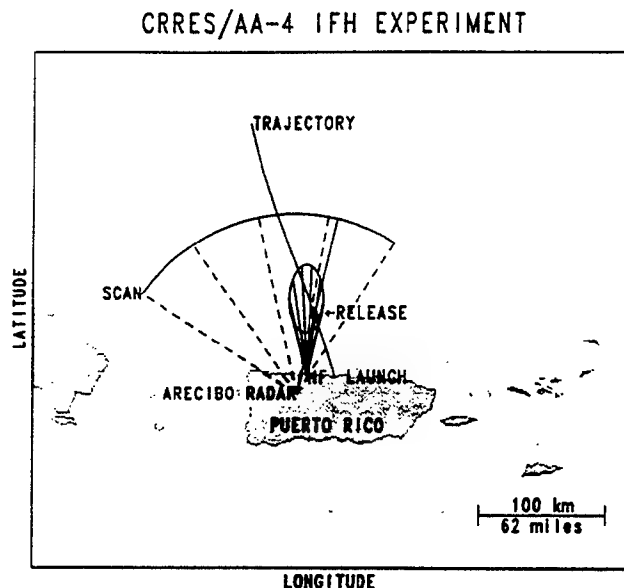 CRRES/AA-4 IFH EXPERIMENT
TRAJECTORY
SCAN
RELEASE
HF LAUNCH
ARECIBO RADAR
PUERTO RICO
100 km
62 miles
LATITUDE
LONGITUDE